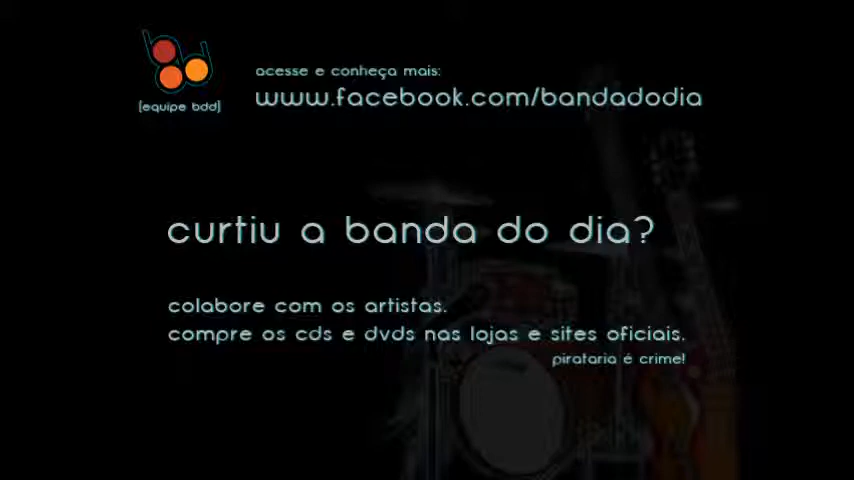 acesse e conheça mais:
www.facebook.com/bandadodia
[equipe bdd]
curtiu a banda do dia?
colabore com os artistas.
compre os cds e dvds nas lojas e sites oficiais.
pirataria é crime!